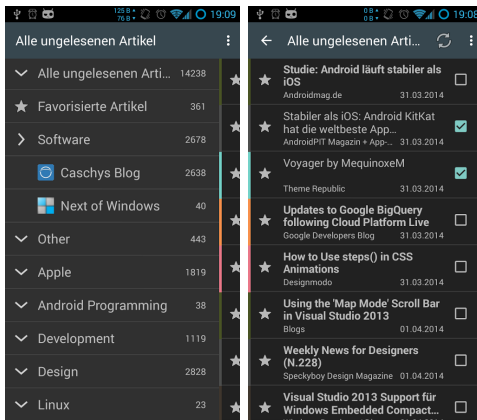 125 B
76 B
19:09
Alle ungelesenen Artikel
Alle ungelesenen Arti... 14238
Favorisierte Artikel 361
Software 2678
Caschys Blog 2638
Next of Windows 40
Other 443
Apple 1819
Android Programming 38
Development 1119
Design 2828
Linux 23
0 B
0 B
19:08
Alle ungelesenen Arti...
Studie: Android läuft stabiler als
iOS
Androidmag.de 31.03.2014
Stabiler als iOS: Android KitKat
hat die weltbeste App...
AndroidPIT Magazin + App-.. 31.03.2014
Voyager by MequinoxeM
Theme Republic 31.03.2014
Updates to Google BigQuery
following Cloud Platform Live
Google Developers Blog 31.03.2014
How to Use steps() in CSS
Animations
Designmodo 31.03.2014
Using the 'Map Mode' Scroll Bar
in Visual Studio 2013
Blogs 01.04.2014
Weekly News for Designers
(N.228)
Speckyboy Design Magazine 01.04.2014
Visual Studio 2013 Support für
Windows Embedded Compact...